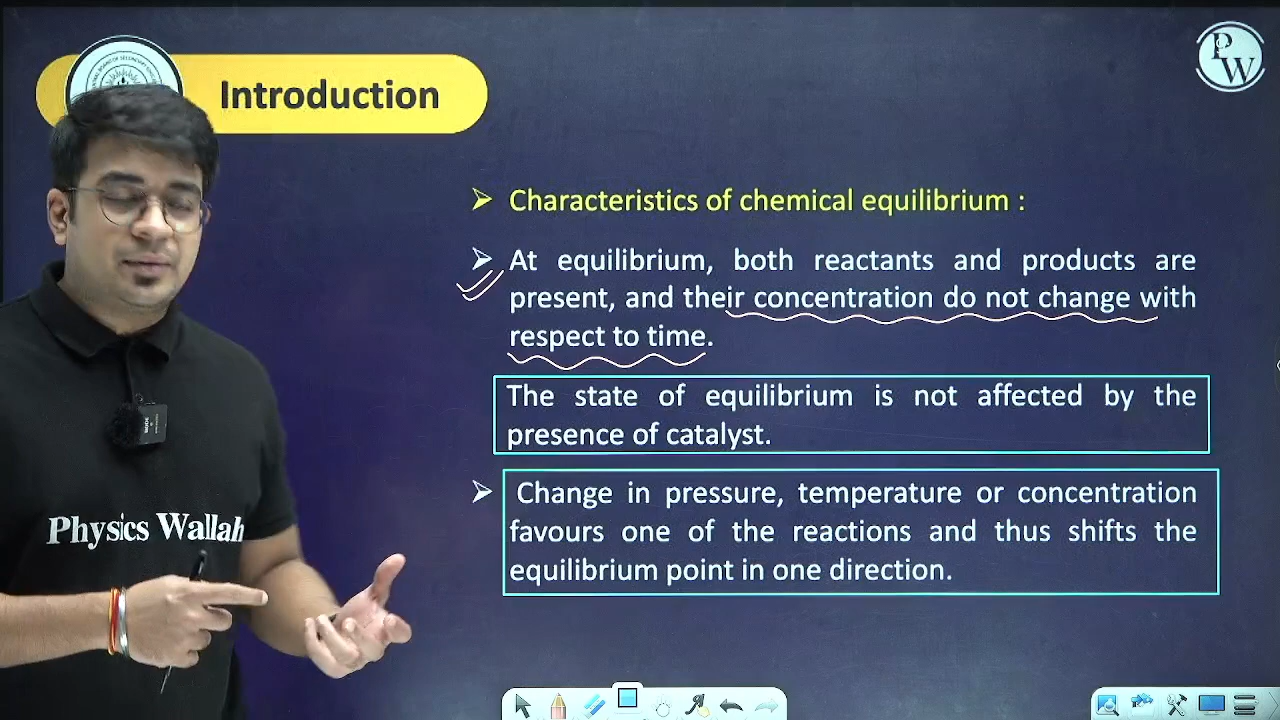 Introduction
PW
Characteristics of chemical equilibrium :
At equilibrium, both reactants and products are
present, and their concentration do not change with
respect to time.
The state of equilibrium is not affected by the
presence of catalyst.
Change in pressure, temperature or concentration
favours one of the reactions and thus shifts the
equilibrium point in one direction.
Physics Wallah